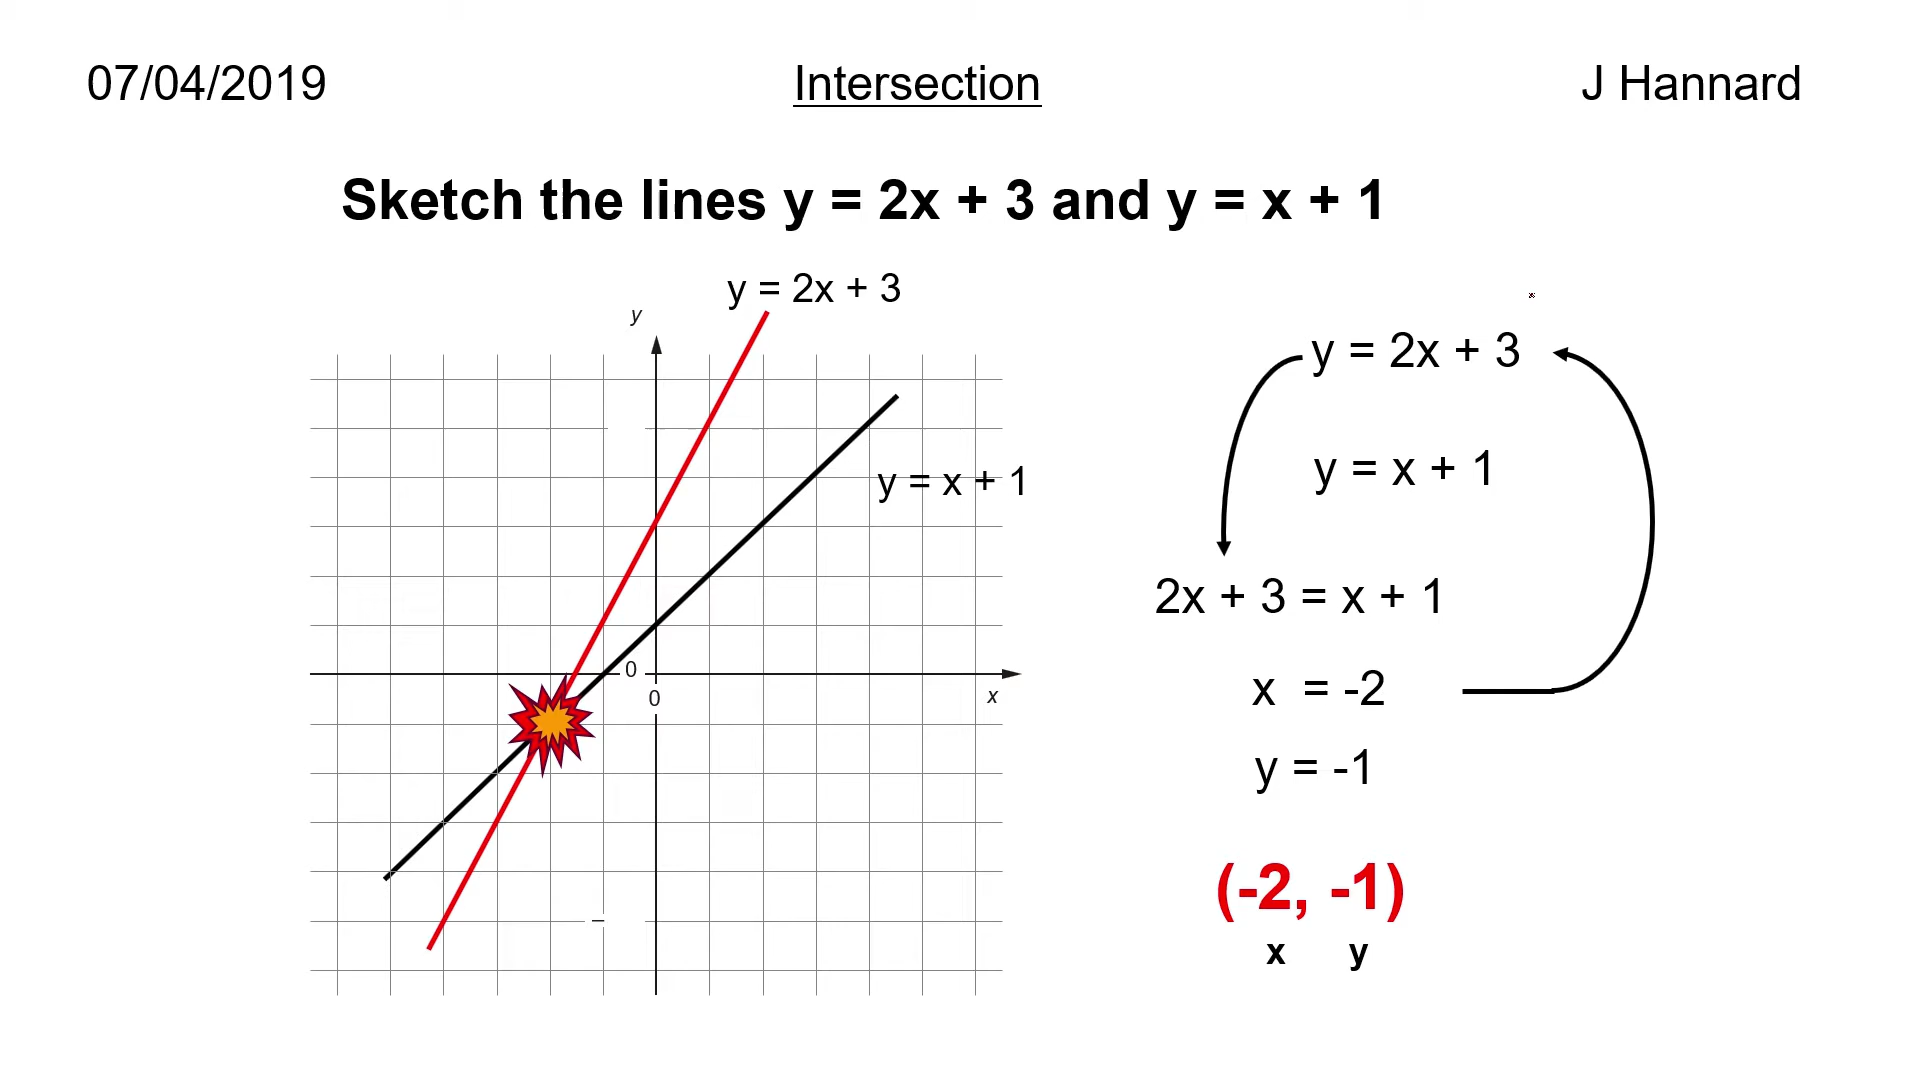 07/04/2019 Intersection J Hannard
Sketch the lines y = 2x + 3 and y = x + 1
y = 2x + 3
y
y = x + 1
0
0
x
y = 2x + 3
y = x + 1
2x + 3 = x + 1
x = -2
y = -1
(-2, -1)
x y